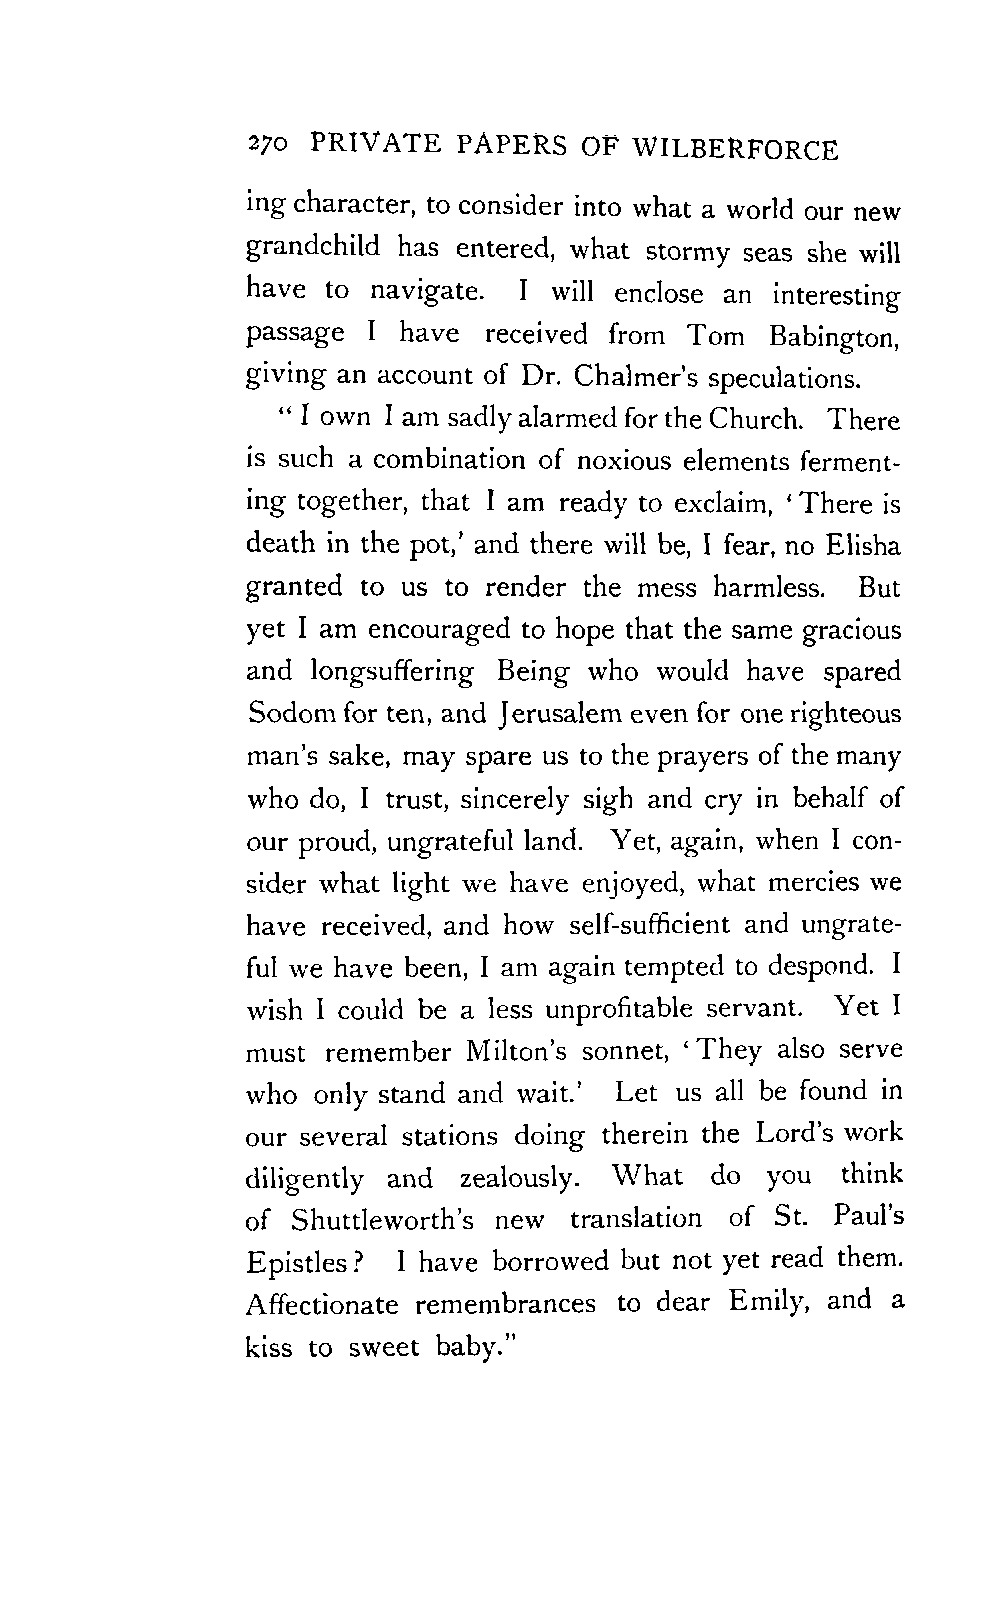 270 PRIVATE PAPERS OF WILBERFORCE
ing character, to consider into what a world our new
grandchild has entered, what stormy seas she will
have to navigate. I will enclose an interesting
passage I have received from Tom Babington,
giving an account of Dr. Chalmer's speculations.
“ I own I am sadly alarmed for the Church. There
is such a combination of noxious elements ferment-
ing together, that I am ready to exclaim, ‘ There is
death in the pot,’ and there will be, I fear, no Elisha
granted to us to render the mess harmless. But
yet I am encouraged to hope that the same gracious
and longsuffering Being who would have spared
Sodom for ten, and Jerusalem even for one righteous
man's sake, may spare us to the prayers of the many
who do, I trust, sincerely sigh and cry in behalf of
our proud, ungrateful land. Yet, again, when I con-
sider what light we have enjoyed, what mercies we
have received, and how self-sufficient and ungrate-
ful we have been, I am again tempted to despond. I
wish I could be a less unprofitable servant. Yet I
must remember Milton's sonnet, ‘ They also serve
who only stand and wait.’ Let us all be found in
our several stations doing therein the Lord's work
diligently and zealously. What do you think
of Shuttleworth's new translation of St. Paul's
Epistles? I have borrowed but not yet read them.
Affectionate remembrances to dear Emily, and a
kiss to sweet baby.”